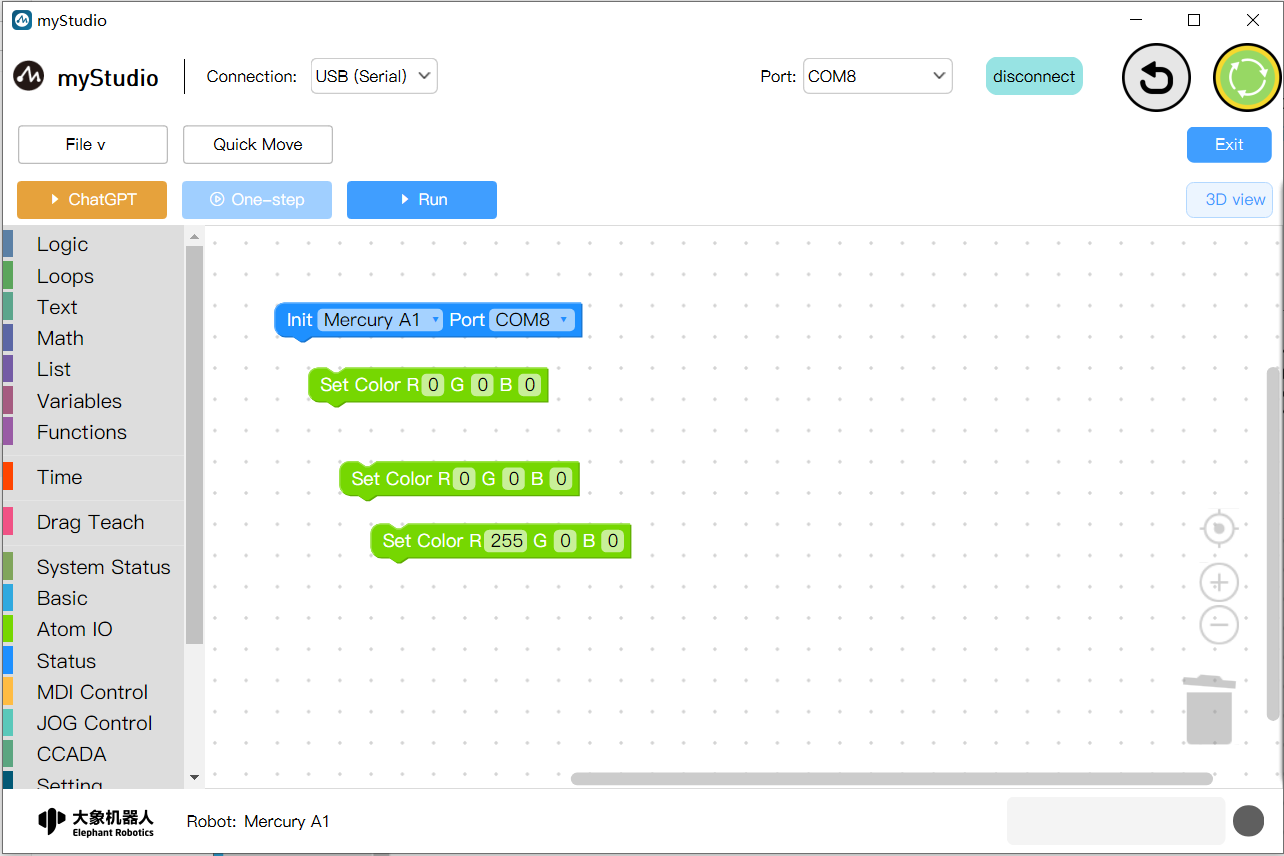 myStudio
myStudio Connection: USB (Serial) Port: COM8 disconnect
File v Quick Move Exit
ChatGPT One-step Run 3D view
Logic
Loops
Text
Math
List
Variables
Functions
Time
Drag Teach
System Status
Basic
Atom IO
Status
MDI Control
JOG Control
CCADA
Setting
Init Mercury A1 Port COM8
Set Color R 0 G 0 B 0
Set Color R 0 G 0 B 0
Set Color R 255 G 0 B 0
大象机器人
Elephant Robotics
Robot: Mercury A1